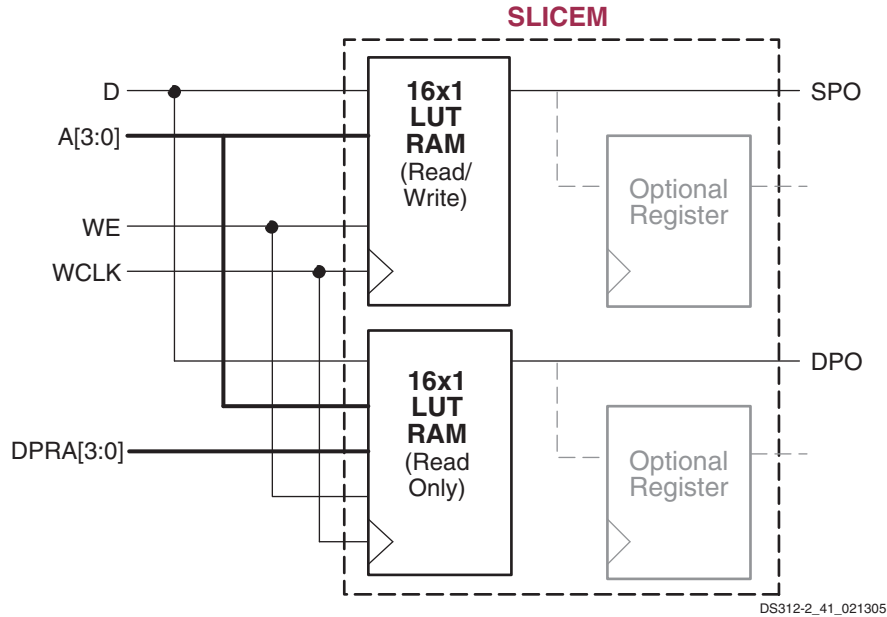 SLICEM
D
A[3:0]
WE
WCLK
16x1
LUT
RAM
(Read/
Write)
SPO
Optional
Register
DPRA[3:0]
16x1
LUT
RAM
(Read
Only)
DPO
Optional
Register
DS312-2_41_021305